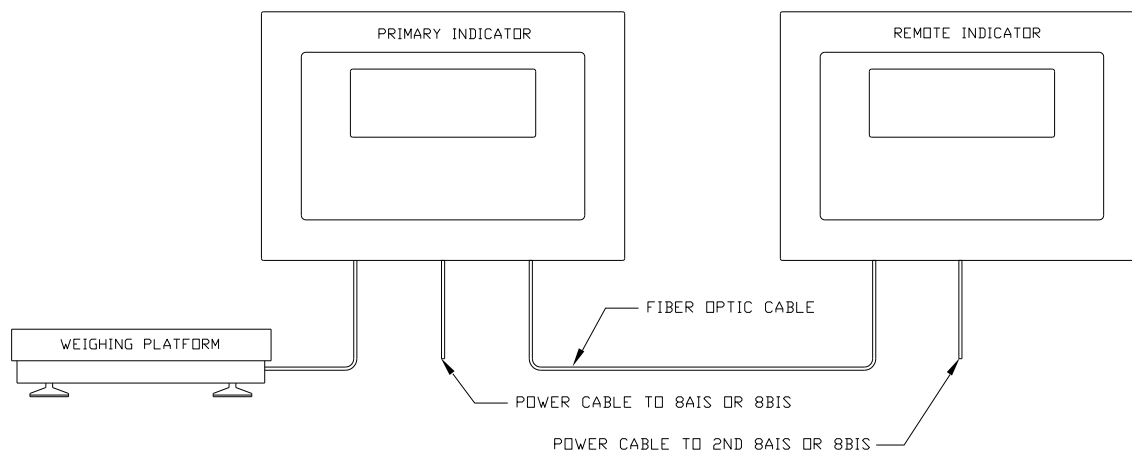 PRIMARY INDICATOR
REMOTE INDICATOR
FIBER OPTIC CABLE
WEIGHING PLATFORM
POWER CABLE TO 8AIS OR 8BIS
POWER CABLE TO 2ND 8AIS OR 8BIS